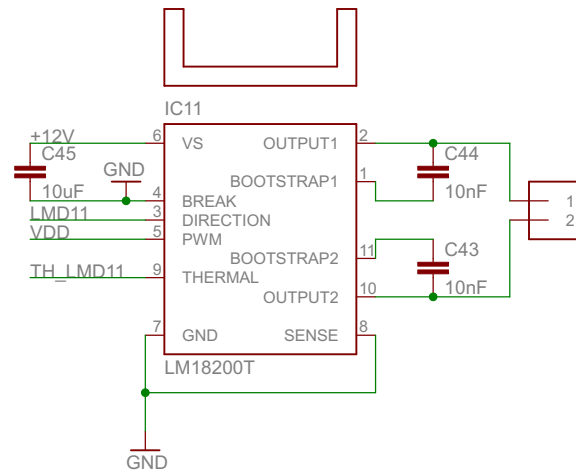 IC11
+12V 6 VS OUTPUT1 2
C45 C44
GND BOOTSTRAP1 1
10uF 10nF
4 BREAK 1
LMD11 3 DIRECTION 2
VDD 5 PWM
BOOTSTRAP2 11 C43
TH_LMD11 9 THERMAL
OUTPUT2 10 10nF
7 GND SENSE 8
LM18200T
GND